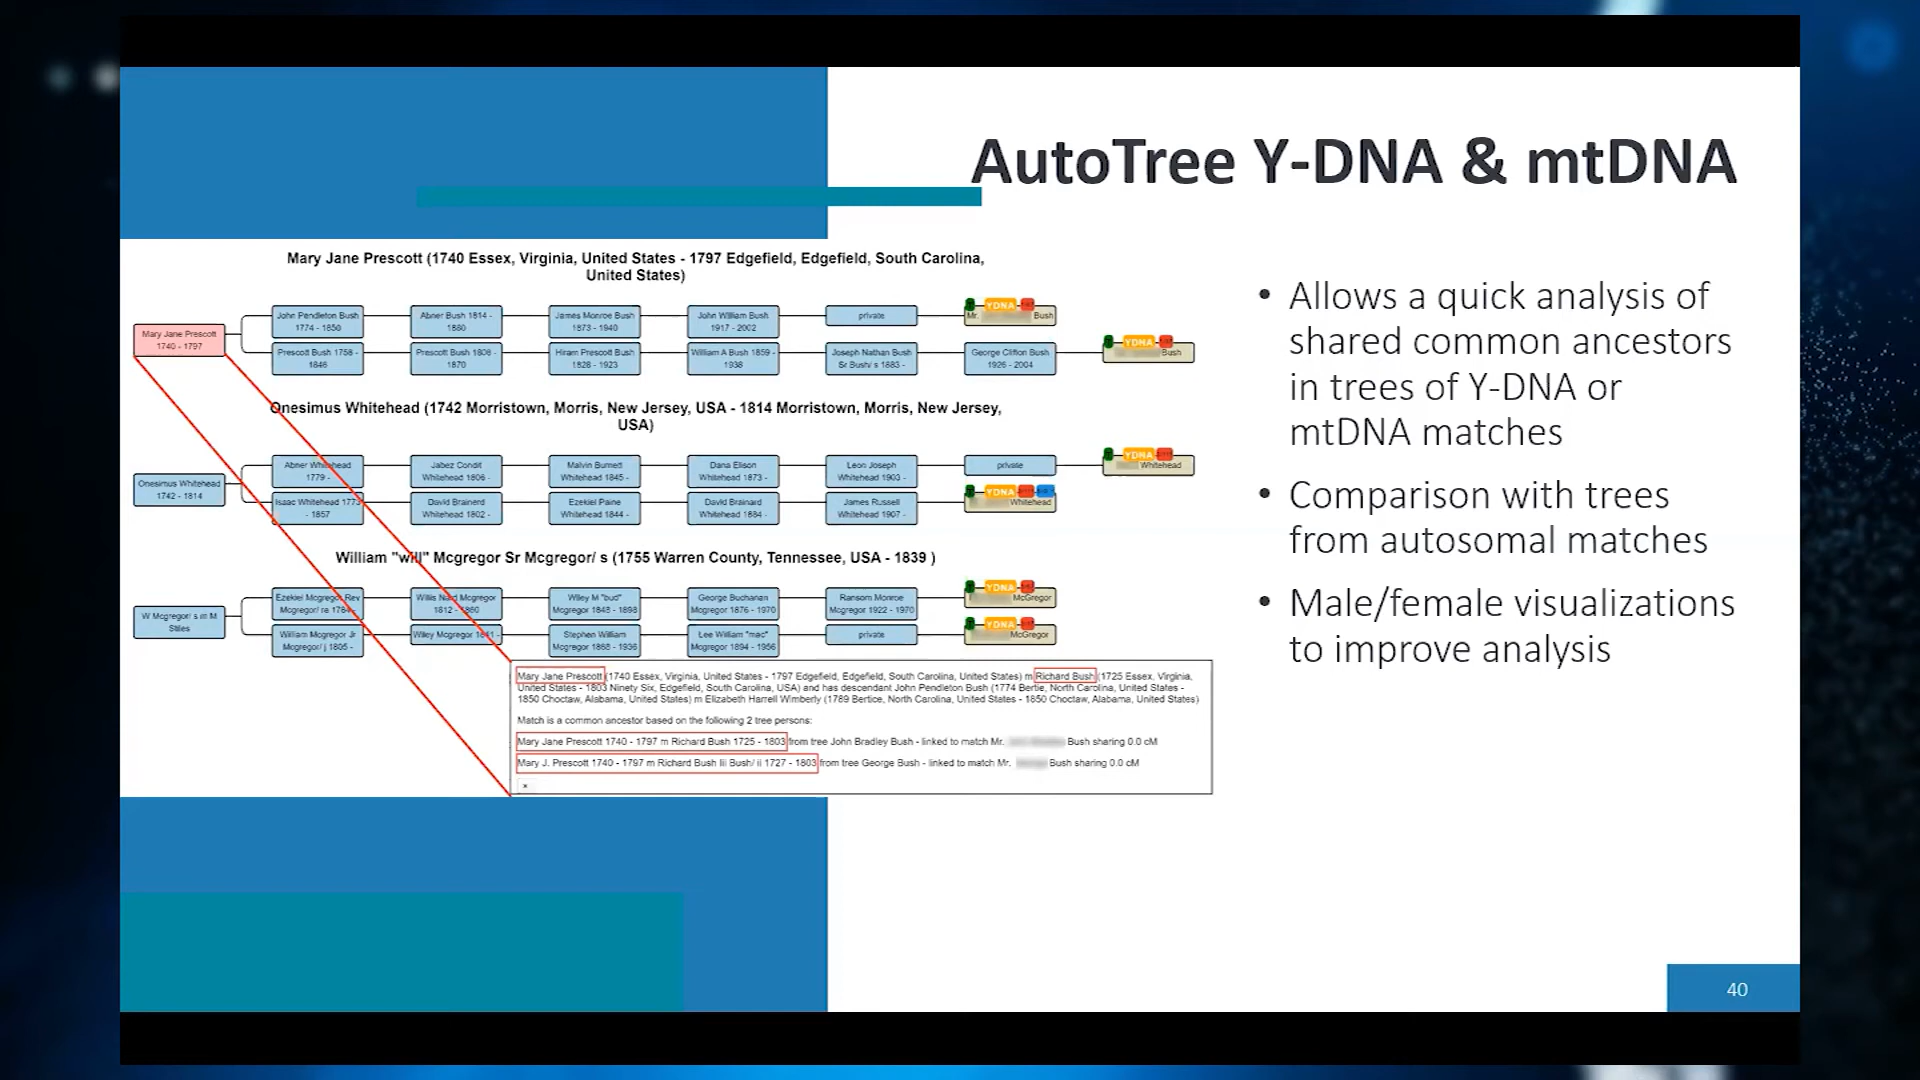 AutoTree Y-DNA & mtDNA
Mary Jane Prescott (1740 Essex, Virginia, United States - 1797 Edgefield, Edgefield, South Carolina,
United States)
Mary Jane Prescott
1740 - 1797
John Pendleton Bush
1774 - 1850
Abner Bush 1814 -
1880
James Monroe Bush
1873 - 1940
John William Bush
1917 - 2002
private
YDNA
Mr. Bush
Prescott Bush 1758 -
1846
Prescott Bush 1808 -
1870
Hiram Prescott Bush
1828 - 1923
William A Bush 1859 -
1938
Joseph Nathan Bush
Sr Bush/ s 1883 -
George Clifton Bush
1926 - 2004
YDNA
Bush
Onesimus Whitehead (1742 Morristown, Morris, New Jersey, USA - 1814 Morristown, Morris, New Jersey,
USA)
Onesimus Whitehead
1742 - 1814
Abner Whitehead
1779 -
Jabez Condit
Whitehead 1806 -
Malvin Burnett
Whitehead 1845 -
Dana Elison
Whitehead 1873 -
Leon Joseph
Whitehead 1903 -
private
YDNA
Whitehead
Isaac Whitehead 1773
- 1857
David Brainerd
Whitehead 1802 -
Ezekiel Paine
Whitehead 1844 -
David Brainard
Whitehead 1884 -
James Russell
Whitehead 1907 -
YDNA
Whitehead
William "will" Mcgregor Sr Mcgregor/ s (1755 Warren County, Tennessee, USA - 1839 )
W Mcgregor/ s m M
Stiles
Ezekiel Mcgregor Rev
Mcgregor/ re 1784 -
Willis Nard Mcgregor
1812 - 1860
Wiley M "bud"
Mcgregor 1848 - 1898
George Buchanan
Mcgregor 1876 - 1970
Ransom Monroe
Mcgregor 1922 - 1970
YDNA
McGregor
William Mcgregor Jr
Mcgregor/ j 1805 -
Wiley Mcgregor 1841 -
Stephen William
Mcgregor 1868 - 1936
Lee William "mac"
Mcgregor 1894 - 1956
private
YDNA
McGregor
Mary Jane Prescott (1740 Essex, Virginia, United States - 1797 Edgefield, Edgefield, South Carolina, United States) m Richard Bush (1725 Essex, Virginia,
United States - 1803 Ninety Six, Edgefield, South Carolina, USA) and has descendant John Pendleton Bush (1774 Bertie, North Carolina, United States -
1850 Choctaw, Alabama, United States) m Elizabeth Harrell Wimberly (1789 Bertice, North Carolina, United States - 1850 Choctaw, Alabama, United States)
Match is a common ancestor based on the following 2 tree persons:
Mary Jane Prescott 1740 - 1797 m Richard Bush 1725 - 1803 from tree John Bradley Bush - linked to match Mr. Bush sharing 0.0 cM
Mary J. Prescott 1740 - 1797 m Richard Bush Iii Bush/ ii 1727 - 1803 from tree George Bush - linked to match Mr. Bush sharing 0.0 cM
×
• Allows a quick analysis of
shared common ancestors
in trees of Y-DNA or
mtDNA matches
• Comparison with trees
from autosomal matches
• Male/female visualizations
to improve analysis
40